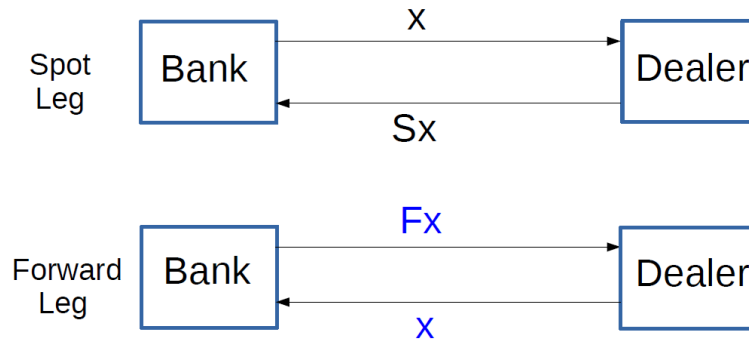 x
Spot
Leg
Bank
Dealer
Sx
Fx
Forward
Leg
Bank
Dealer
x